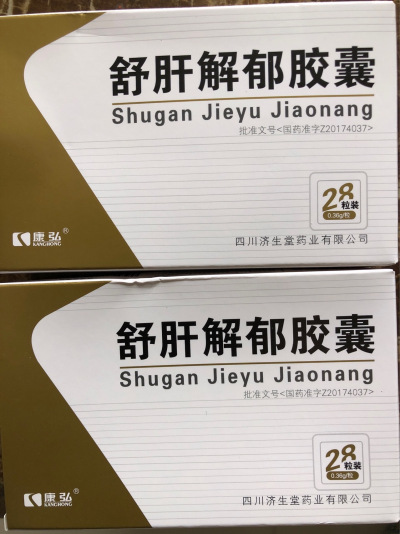 舒肝解郁胶囊
Shugan Jieyu Jiaonang
批准文号<国药准字Z20174037>
28
粒装
0.36g/粒
康弘
KANGHONG
四川济生堂药业有限公司
舒肝解郁胶囊
Shugan Jieyu Jiaonang
批准文号<国药准字Z20174037>
28
粒装
0.36g/粒
康弘
KANGHONG
四川济生堂药业有限公司